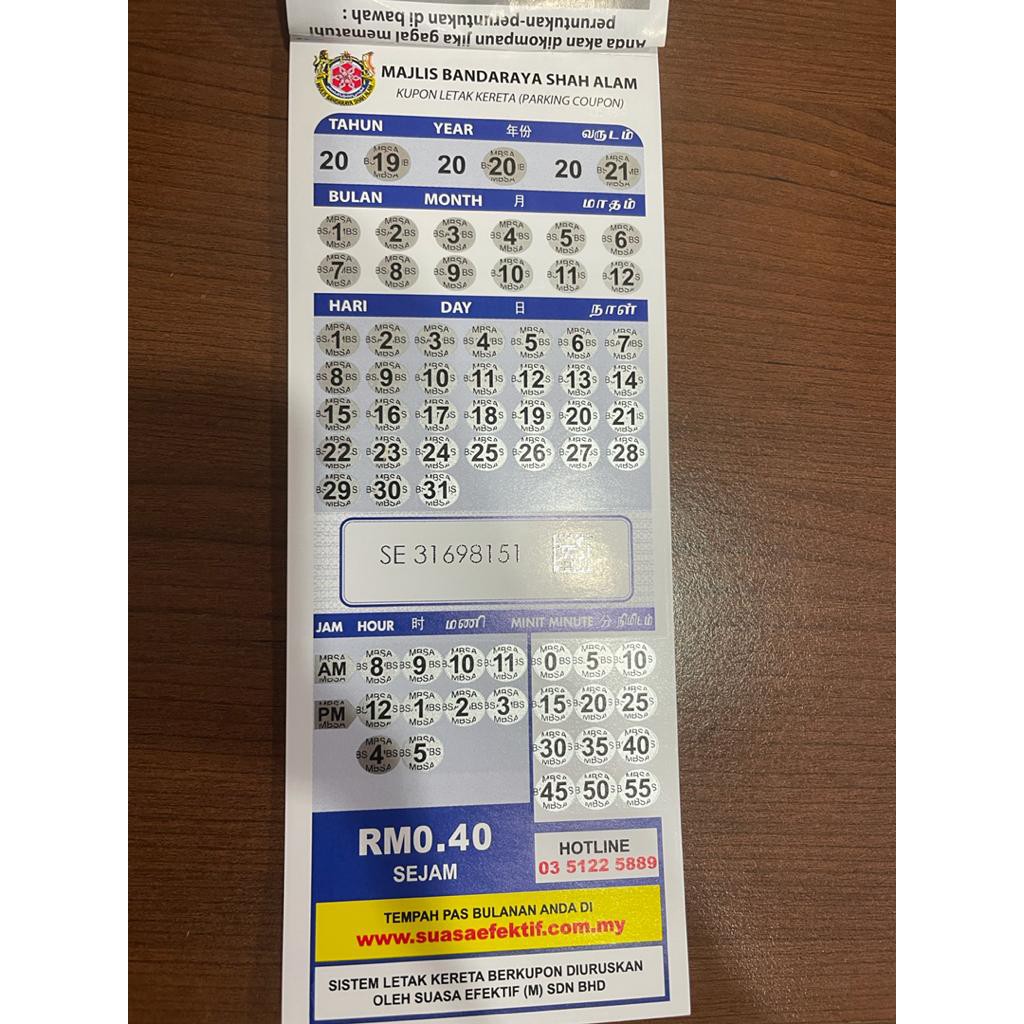 Anda akan dikompaun jika gagal mematuhi
peruntukan-peruntukan di bawah :
MAJLIS BANDARAYA SHAH ALAM
KUPON LETAK KERETA (PARKING COUPON)
MAJLIS BANDARAYA SHAH ALAM
TAHUN YEAR 年份 வருடம்
20 19 20 20 20 21
BULAN MONTH 月 மாதம்
1 2 3 4 5 6
7 8 9 10 11 12
HARI DAY 日 நாள்
1 2 3 4 5 6 7
8 9 10 11 12 13 14
15 16 17 18 19 20 21
22 23 24 25 26 27 28
29 30 31
SE 31698151
JAM HOUR 时 மணி MINIT MINUTE 分 நிமிடம்
AM 8 9 10 11 0 5 10
PM 12 1 2 3 15 20 25
4 5 30 35 40
45 50 55
RM0.40
SEJAM
HOTLINE
03 5122 5889
TEMPAH PAS BULANAN ANDA DI
www.suasaefektif.com.my
SISTEM LETAK KERETA BERKUPON DIURUSKAN
OLEH SUASA EFEKTIF (M) SDN BHD